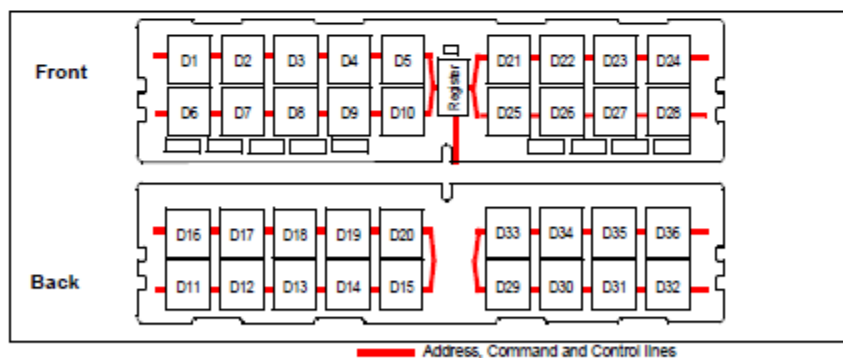 D1 D2 D3 D4 D5 D21 D22 D23 D24
Front
Register
D6 D7 D8 D9 D10 D25 D26 D27 D28
D16 D17 D18 D19 D20 D33 D34 D35 D36
Back
D11 D12 D13 D14 D15 D29 D30 D31 D32
Address, Command and Control lines